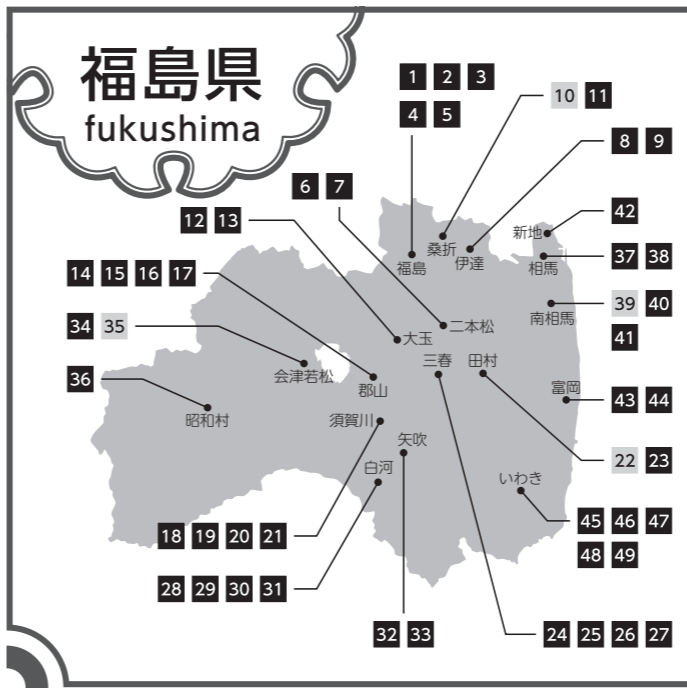 福島県
fukushima
1 2 3
4 5
10 11
8 9
6 7
12 13
42
新地
37 38
相馬
桑折
伊達
福島
14 15 16 17
39 40
41
南相馬
二本松
大玉
34 35
三春
田村
会津若松
郡山
36
富岡
43 44
昭和村
須賀川
矢吹
22 23
白河
いわき
45 46 47
48 49
18 19 20 21
28 29 30 31
32 33
24 25 26 27